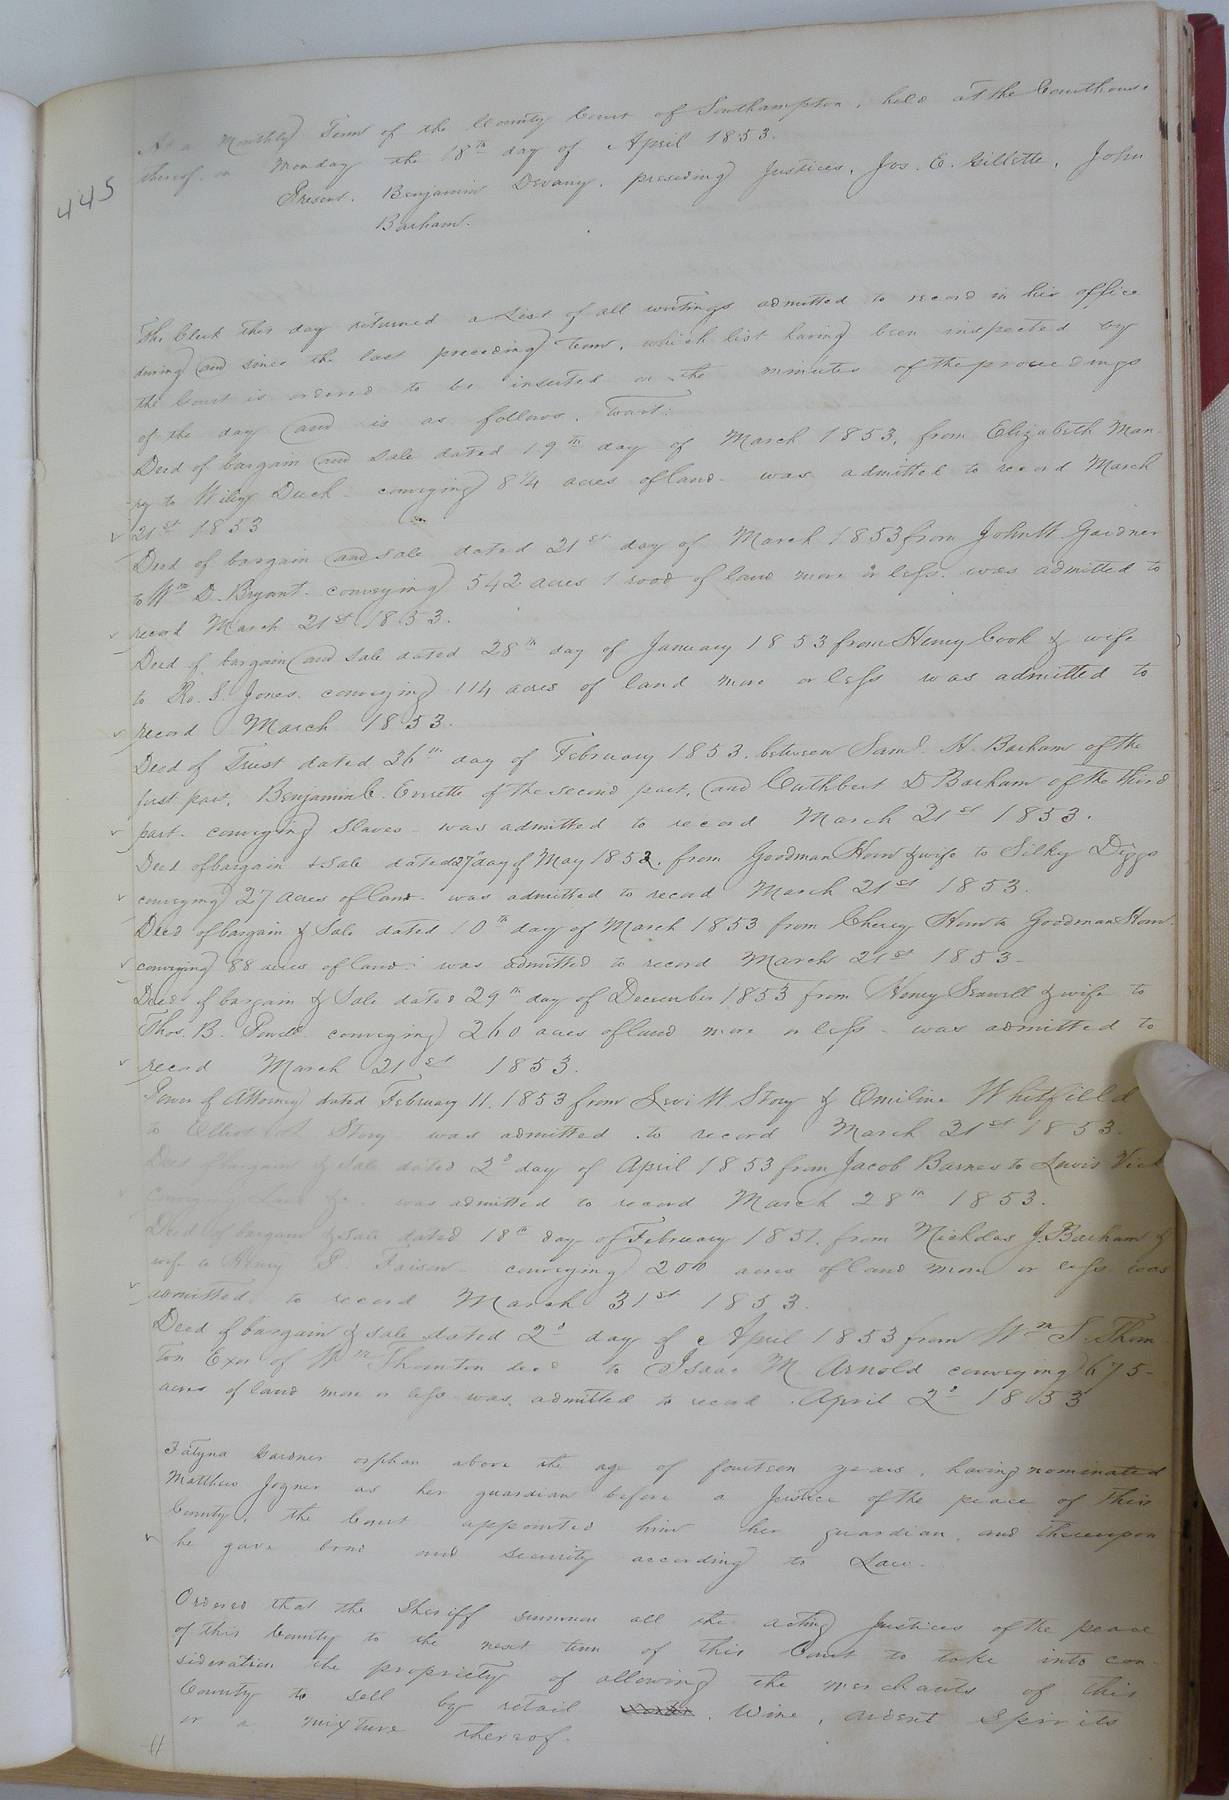 445
At a Monthly Term of the County Court of Southampton, held at the Courthouse
thereof on Monday the 18th day of April 1853.
Present. Benjamin Devany, presiding Justices, Jos. E. Gillette, John
Barham.
The Clerk this day returned a List of all writings admitted to record in his office
during and since the last preceding term, which list having been inspected by
the Court is ordered to be inserted on the minutes of the proceedings
of the day and is as follows. towit:
Deed of bargain and sale dated 19th day of March 1853, from Elizabeth Man-
ry to Wiley Duck conveying 8 1/4 acres of land was admitted to record March
21st 1853
Deed of bargain and sale dated 21st day of March 1853 from John W. Gardner
to Wm D. Bryant conveying 542 acres 1 rood of land more or less was admitted to
record March 21st 1853.
Deed of bargain and sale dated 28th day of January 1853 from Henry Cook & wife
to Ro. S. Jones conveying 114 acres of land more or less was admitted to
record March 1853.
Deed of Trust dated 26th day of February 1853, between Saml. H. Barham of the
first part, Benjamin C. Everette of the second part, and Cuthbert D Barham of the third
part conveying Slaves was admitted to record March 21st 1853.
Deed of bargain & Sale dated 27th day of May 1852, from Goodman Horn & wife to Silky Diggs
conveying 27 acres of land was admitted to record March 21st 1853.
Deed of bargain & Sale dated 10th day of March 1853 from Cherry Horn to Goodman Horn
conveying 88 acres of land was admitted to record March 21st 1853-
Deed of bargain & Sale dated 29th day of December 1853 from Henry Seawell & wife to
Thos. B. Powell conveying 260 acres of land more or less was admitted to
record March 21st 1853.
Power of Attorney dated February 11, 1853 from Levi W Story & Emiline Whitfield
to Elliot Story was admitted to record March 21st 1853.
Deed of bargain & Sale dated 2d day of April 1853 from Jacob Barnes to Lewis Vick
conveying Land &c was admitted to record March 28th 1853.
Deed of bargain & Sale dated 18th day of February 1851, from Nicholas J. Barham &
wife to Henry P. Faison conveying 200 acres of land more or less was
admitted to record March 31st 1853.
Deed of bargain & sale dated 2d day of April 1853 from Wm S. Thorn
ton Exor of Wm Thornton decd to Isaac M. Arnold conveying 675-
acres of land more or less was admitted to record April 2d 1853
Gardner orphan above the age of fourteen years, having nominated
Matthew Joyner as her guardian before a Justice of the peace of this
County, the Court appointed him her guardian, and thereupon
he gave bond and security according to Law.
Ordered that the Sheriff summon all the acting Justices of the peace
of this County to the next term of this Court to take into con-
sideration the propriety of allowing the merchants of this
County to sell by retail Wine, ardent Spirits
or a mixture thereof.